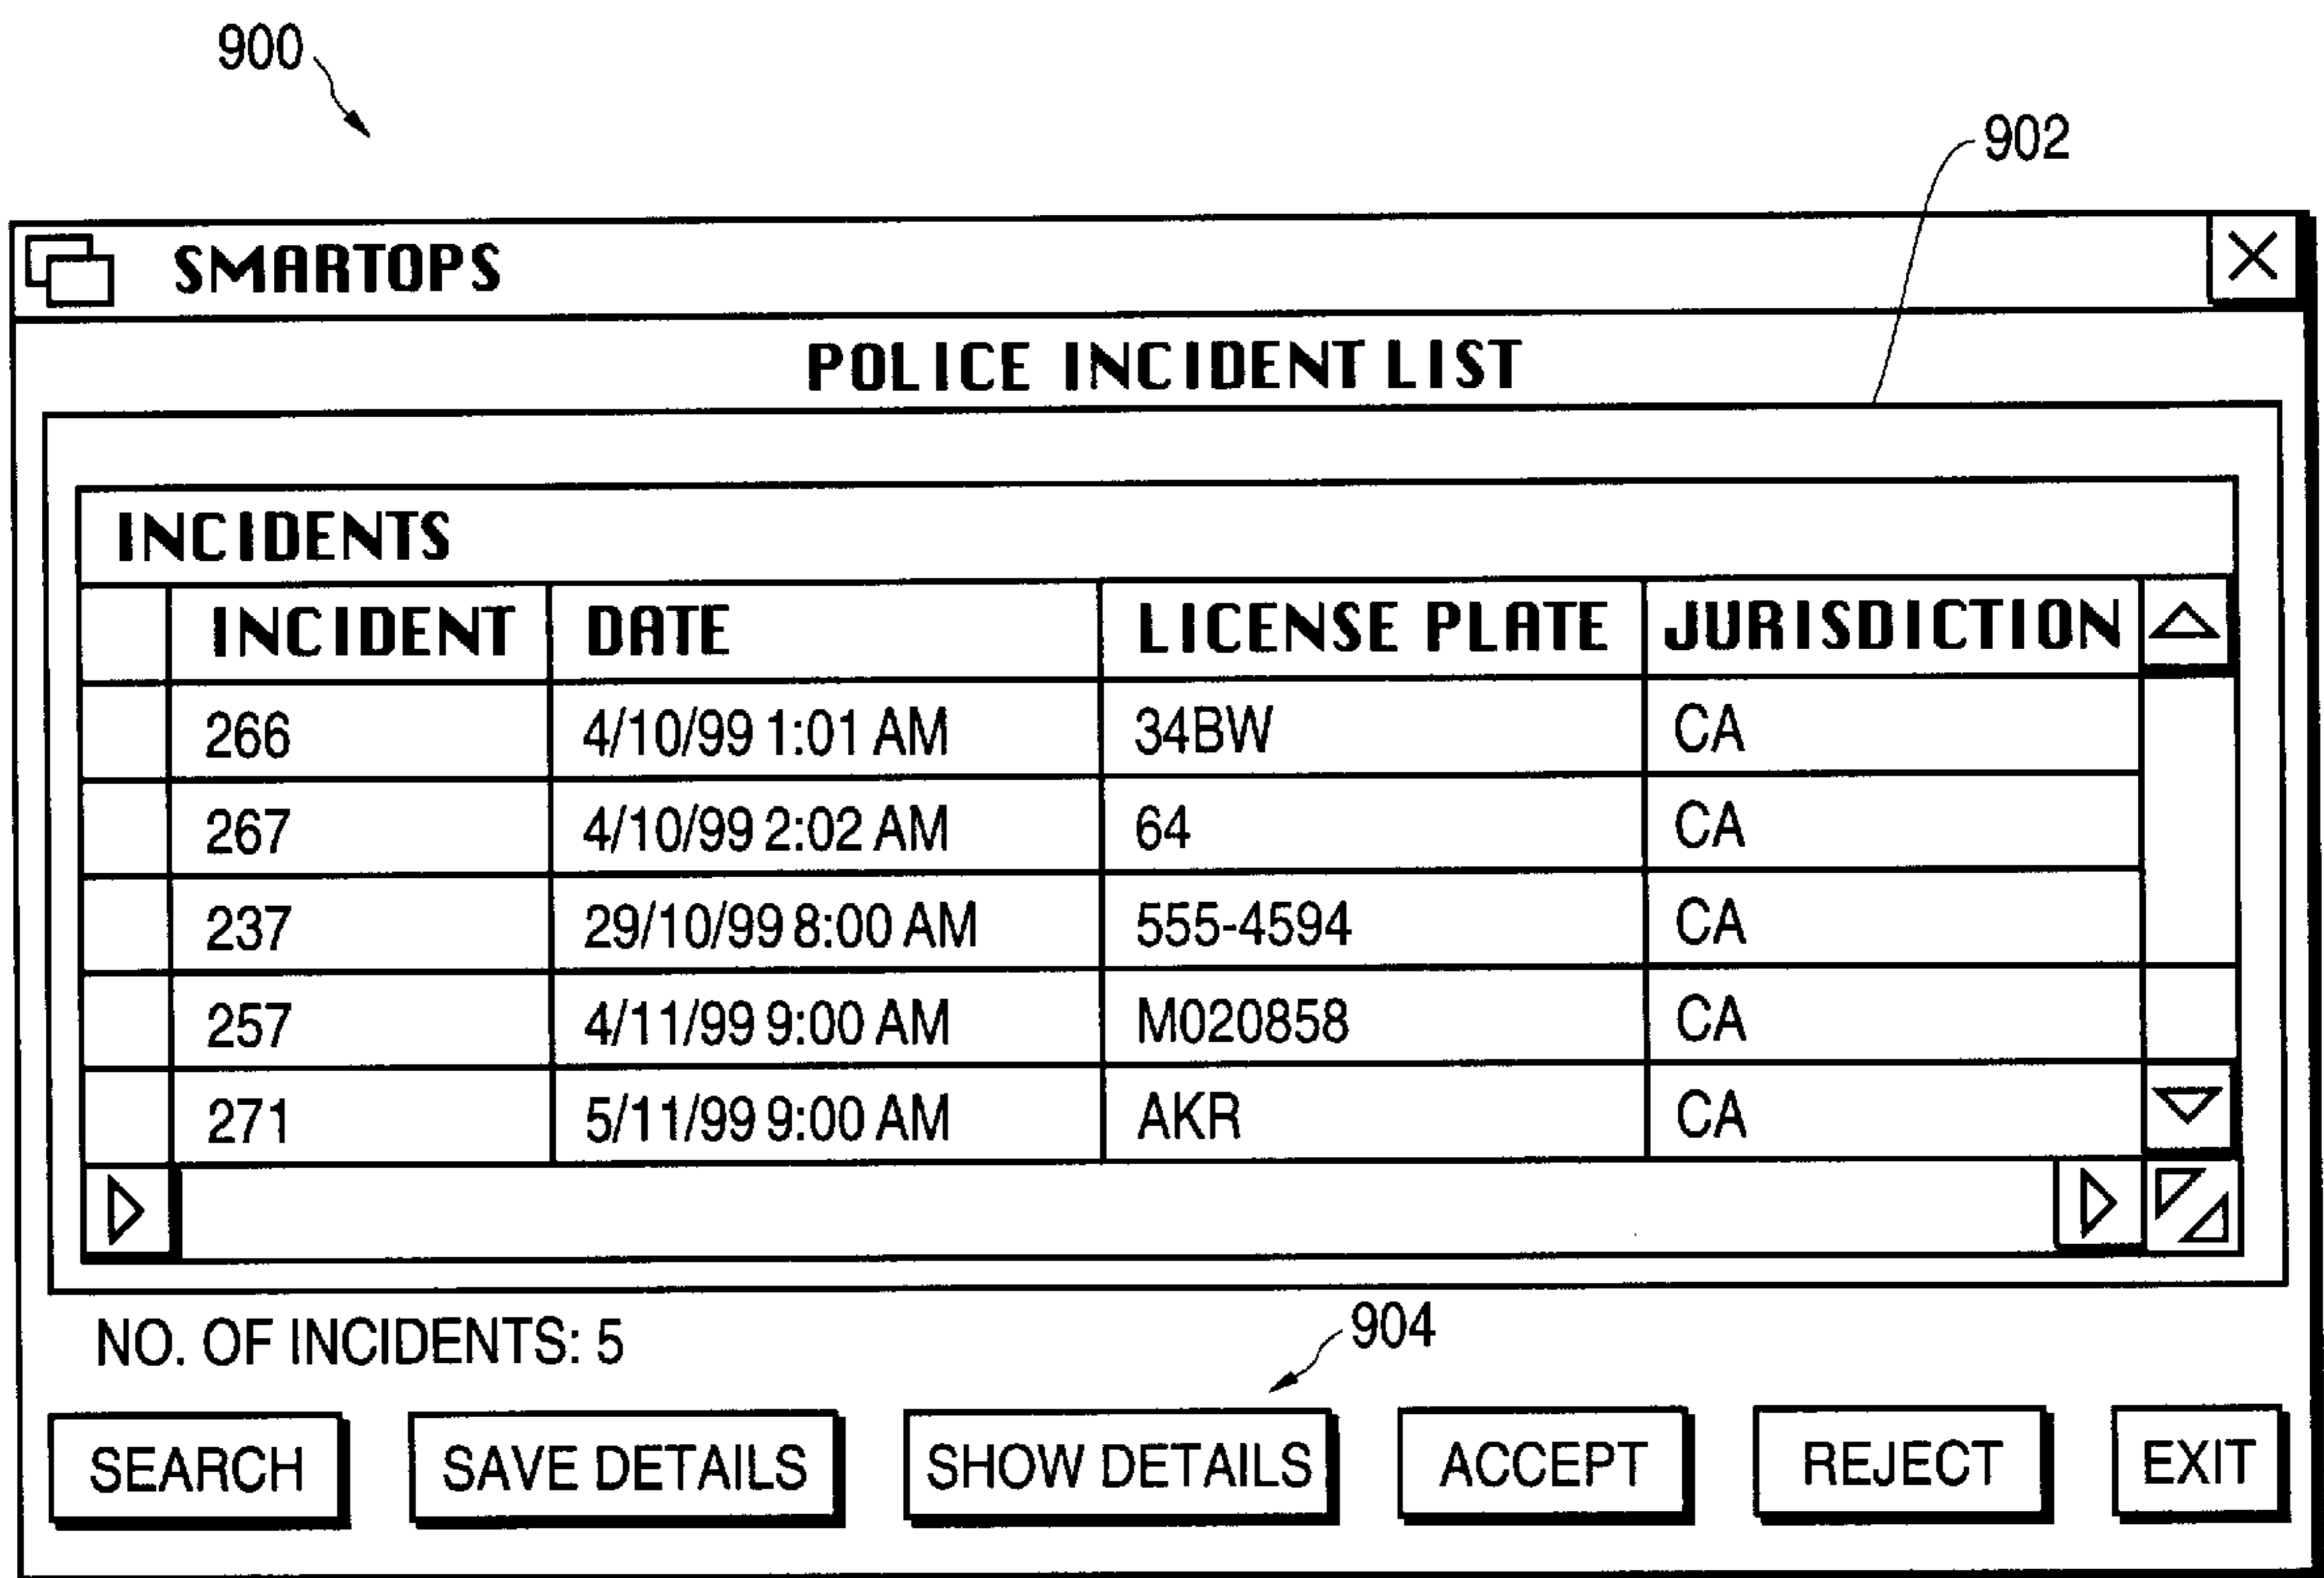 900
902
SMARTOPS
POLICE INCIDENT LIST
INCIDENTS
INCIDENT DATE LICENSE PLATE JURISDICTION
266 4/10/99 1:01 AM 34BW CA
267 4/10/99 2:02 AM 64 CA
237 29/10/99 8:00 AM 555-4594 CA
257 4/11/99 9:00 AM M020858 CA
271 5/11/99 9:00 AM AKR CA
NO. OF INCIDENTS: 5
904
SEARCH SAVE DETAILS SHOW DETAILS ACCEPT REJECT EXIT